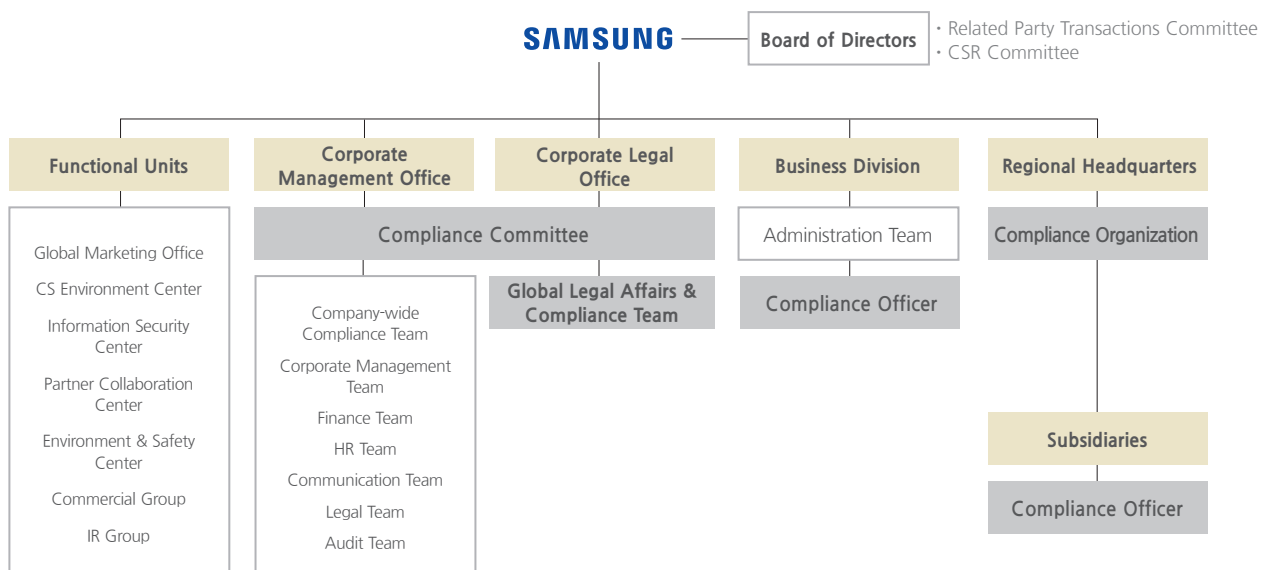 SAMSUNG
Board of Directors
• Related Party Transactions Committee
• CSR Committee
Functional Units
Corporate
Management Office
Corporate Legal
Office
Business Division
Regional Headquarters
Global Marketing Office
CS Environment Center
Information Security
Center
Partner Collaboration
Center
Environment & Safety
Center
Commercial Group
IR Group
Compliance Committee
Company-wide
Compliance Team
Corporate Management
Team
Finance Team
HR Team
Communication Team
Legal Team
Audit Team
Global Legal Affairs &
Compliance Team
Administration Team
Compliance Officer
Compliance Organization
Subsidiaries
Compliance Officer